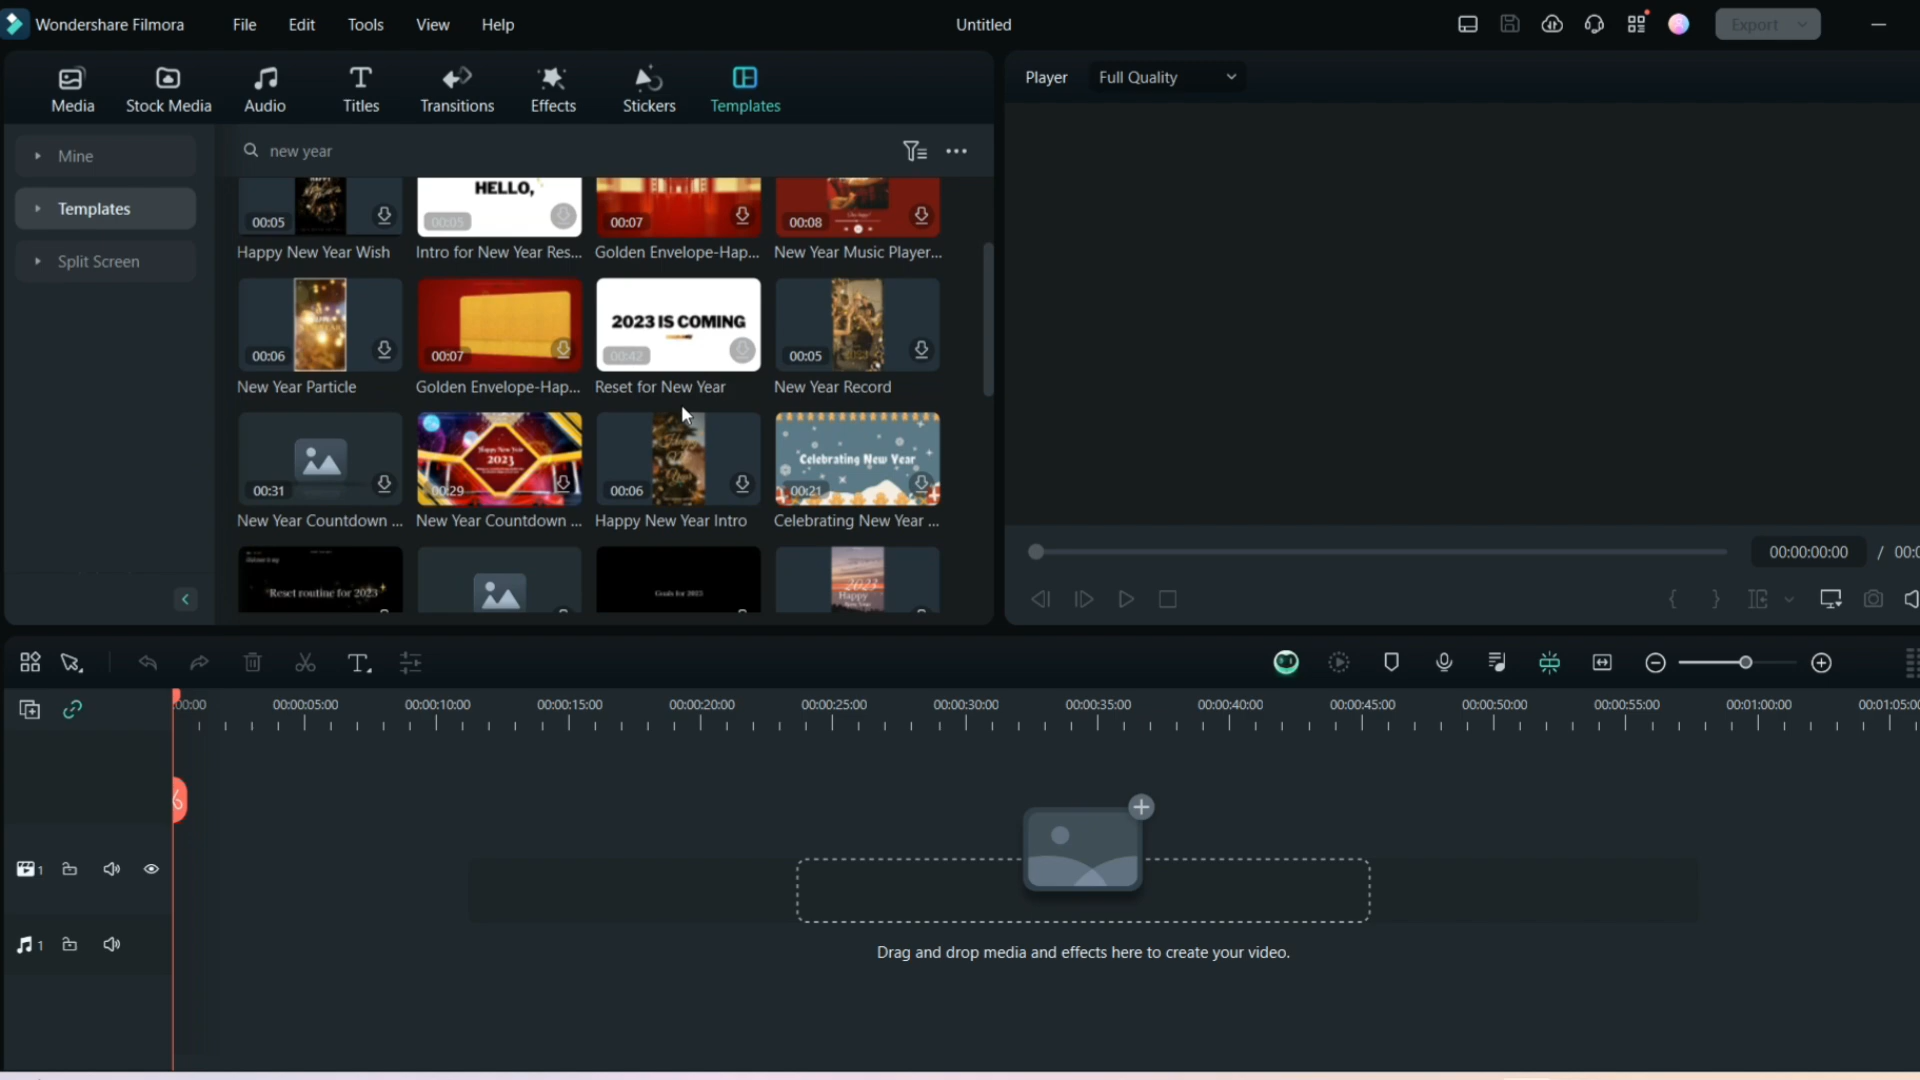 Wondershare Filmora File Edit Tools View Help Untitled Export
Media Stock Media Audio Titles Transitions Effects Stickers Templates
Player Full Quality
Mine
Templates
Split Screen
new year
HELLO,
00:05 00:05 00:07 00:08
Happy New Year Wish Intro for New Year Res... Golden Envelope-Hap... New Year Music Player...
2023 IS COMING
00:06 00:07 00:42 00:05
New Year Particle Golden Envelope-Hap... Reset for New Year New Year Record
Happy New Year
2023
Celebrating New Year
00:31 00:29 00:06 00:21
New Year Countdown ... New Year Countdown ... Happy New Year Intro Celebrating New Year ...
Reset routine for 2023
Goals for 2023
2023
Happy
00:00:00:00 / 00:0
:00:00 00:00:05:00 00:00:10:00 00:00:15:00 00:00:20:00 00:00:25:00 00:00:30:00 00:00:35:00 00:00:40:00 00:00:45:00 00:00:50:00 00:00:55:00 00:01:00:00 00:01:05:00
1
1
Drag and drop media and effects here to create your video.